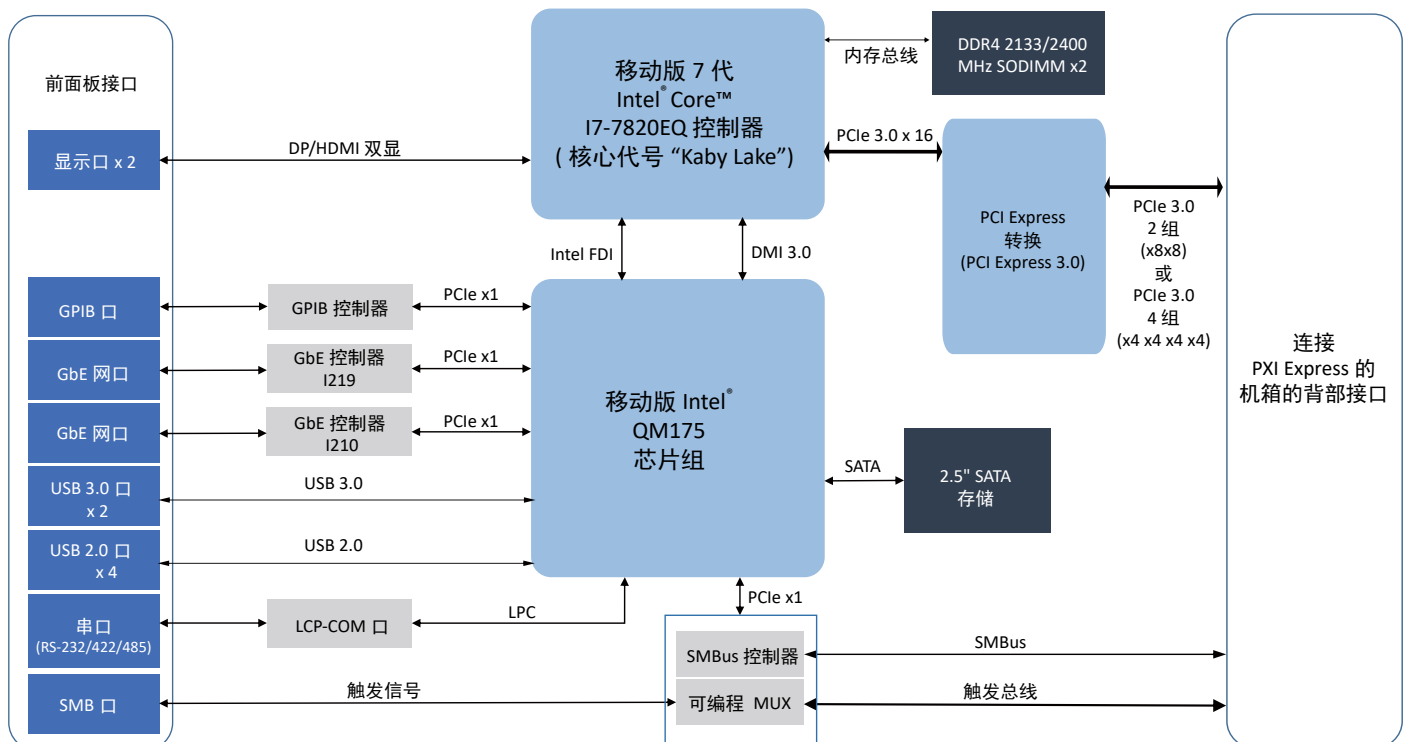 前面板接口
显示口 x 2
GPIB 口
GbE 网口
GbE 网口
USB 3.0 口
x 2
USB 2.0 口
x 4
串口
(RS-232/422/485)
SMB 口
DP/HDMI 双显
GPIB 控制器
PCIe x1
GbE 控制器
I219
PCIe x1
GbE 控制器
I210
PCIe x1
USB 3.0
USB 2.0
LCP-COM 口
LPC
触发信号
移动版 7 代
Intel® Core™
I7-7820EQ 控制器
( 核心代号 “Kaby Lake”)
Intel FDI
DMI 3.0
移动版 Intel®
QM175
芯片组
PCIe x1
SMBus 控制器
可编程 MUX
内存总线
DDR4 2133/2400
MHz SODIMM x2
PCIe 3.0 x 16
PCI Express
转换
(PCI Express 3.0)
PCIe 3.0
2 组
(x8x8)
或
PCIe 3.0
4 组
(x4 x4 x4 x4)
SATA
2.5" SATA
存储
SMBus
触发总线
连接
PXI Express 的
机箱的背部接口